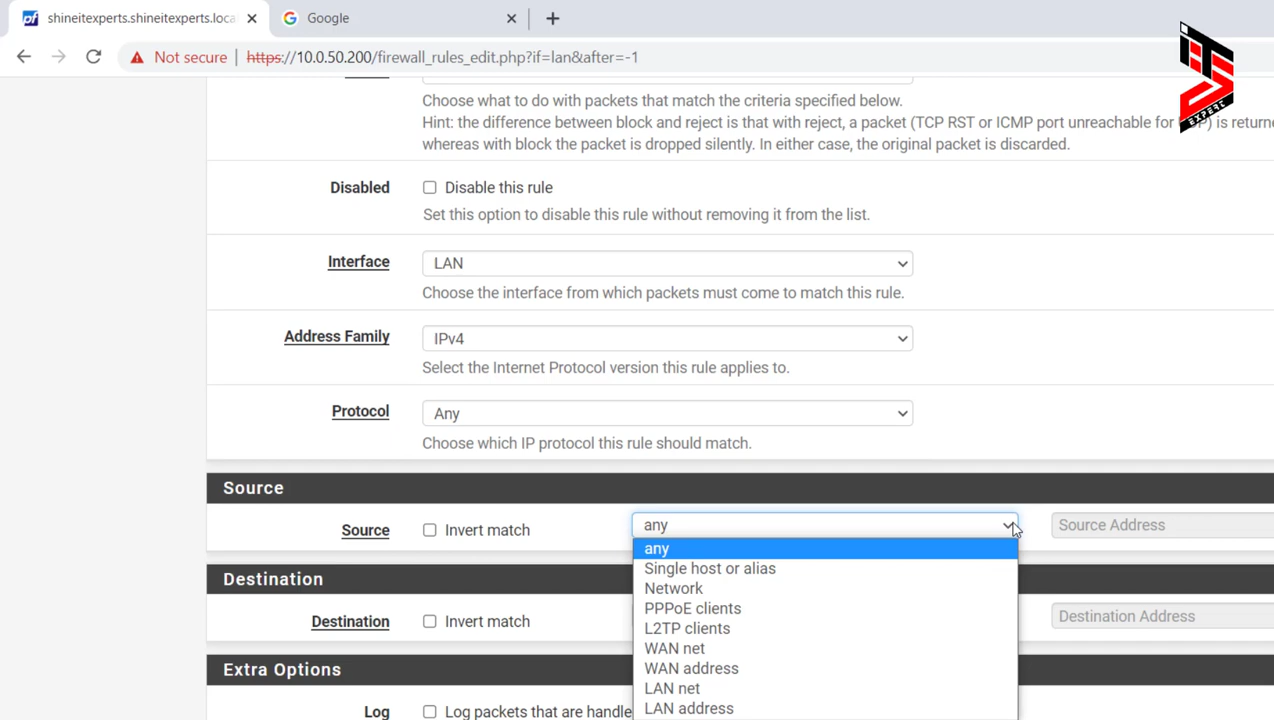 pf shineitexperts.shineitexperts.loca
Google
Not secure | https://10.0.50.200/firewall_rules_edit.php?if=lan&after=-1
ITS
EXPERT
Choose what to do with packets that match the criteria specified below.
Hint: the difference between block and reject is that with reject, a packet (TCP RST or ICMP port unreachable for UDP) is returne
whereas with block the packet is dropped silently. In either case, the original packet is discarded.
Disabled
Disable this rule
Set this option to disable this rule without removing it from the list.
Interface
LAN
Choose the interface from which packets must come to match this rule.
Address Family
IPv4
Select the Internet Protocol version this rule applies to.
Protocol
Any
Choose which IP protocol this rule should match.
Source
Source
Invert match
any
Source Address
any
Single host or alias
Network
PPPoE clients
L2TP clients
WAN net
WAN address
LAN net
LAN address
Destination
Destination
Invert match
Destination Address
Extra Options
Log
Log packets that are handle